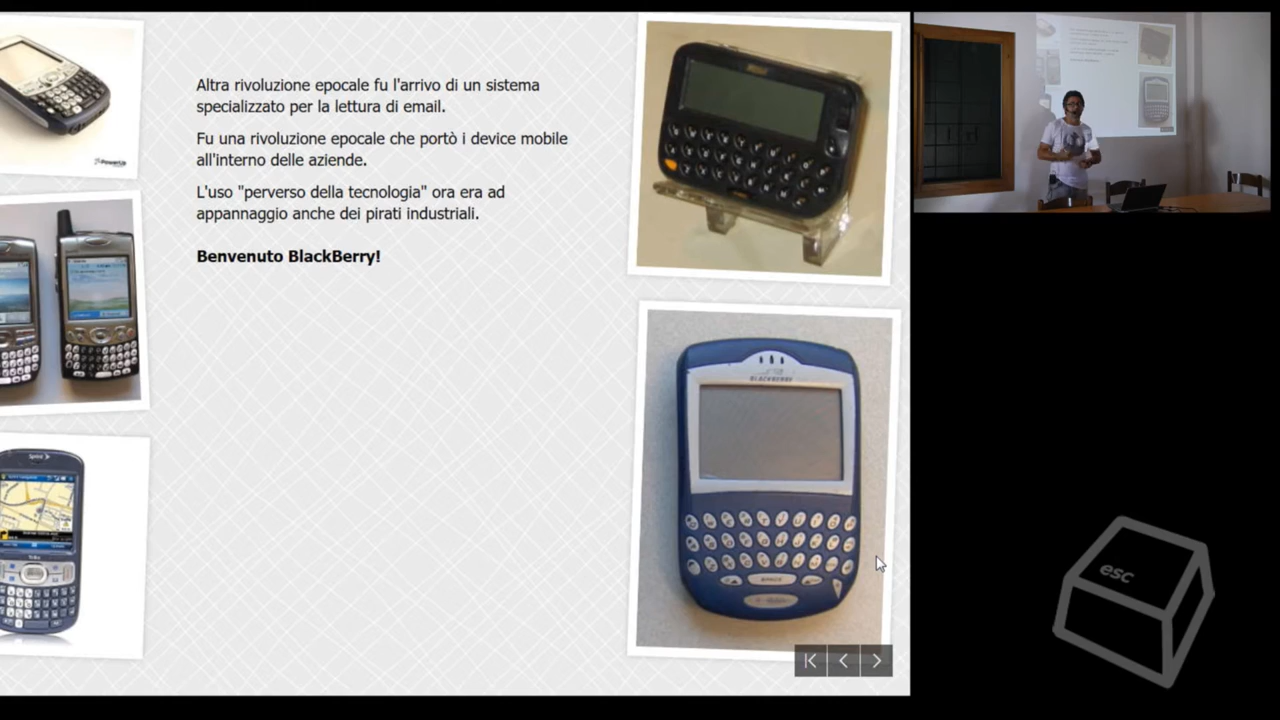 Altra rivoluzione epocale fu l'arrivo di un sistema
specializzato per la lettura di email.
Fu una rivoluzione epocale che portò i device mobile
all'interno delle aziende.
L'uso "perverso della tecnologia" ora era ad
appannaggio anche dei pirati industriali.
Benvenuto BlackBerry!
BLACKBERRY
Sprint
esc